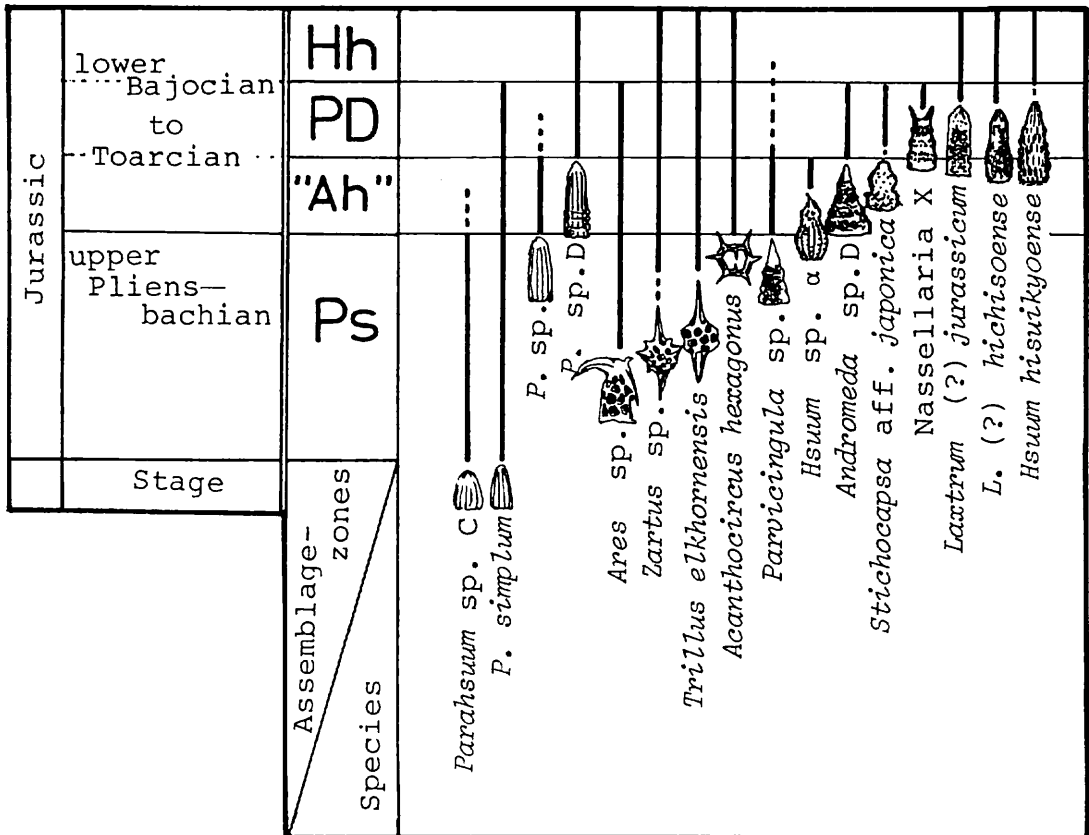 Jurassic
lower
Bajocian
to
Toarcian
upper
Pliens—
bachian
Stage
Hh
PD
"Ah"
Ps
Assemblage-
zones
Species
Parahsuum sp. C
P. simplum
P. sp.
P. sp.D
Ares sp.
Zartus sp.
Trillus elkhornensis
Acanthocircus hexagonus
Parvicingula sp.
Hsuum sp. α
Andromeda sp.D
Stichocapsa aff. japonica
Nassellaria X
Laxtrum (?) jurassicum
L. (?) hichisoense
Hsuum hisuikyoense